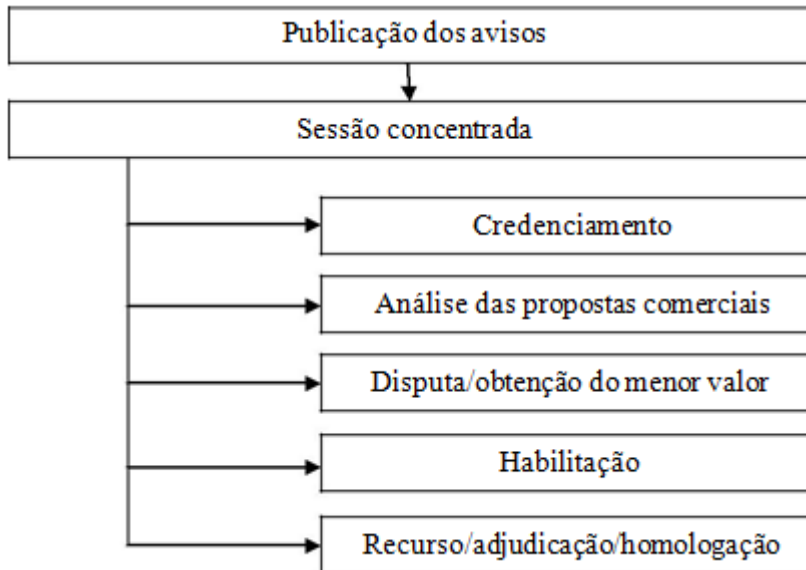 Publicação dos avisos
Sessão concentrada
Credenciamento
Análise das propostas comerciais
Disputa/obtenção do menor valor
Habilitação
Recurso/adjudicação/homologação